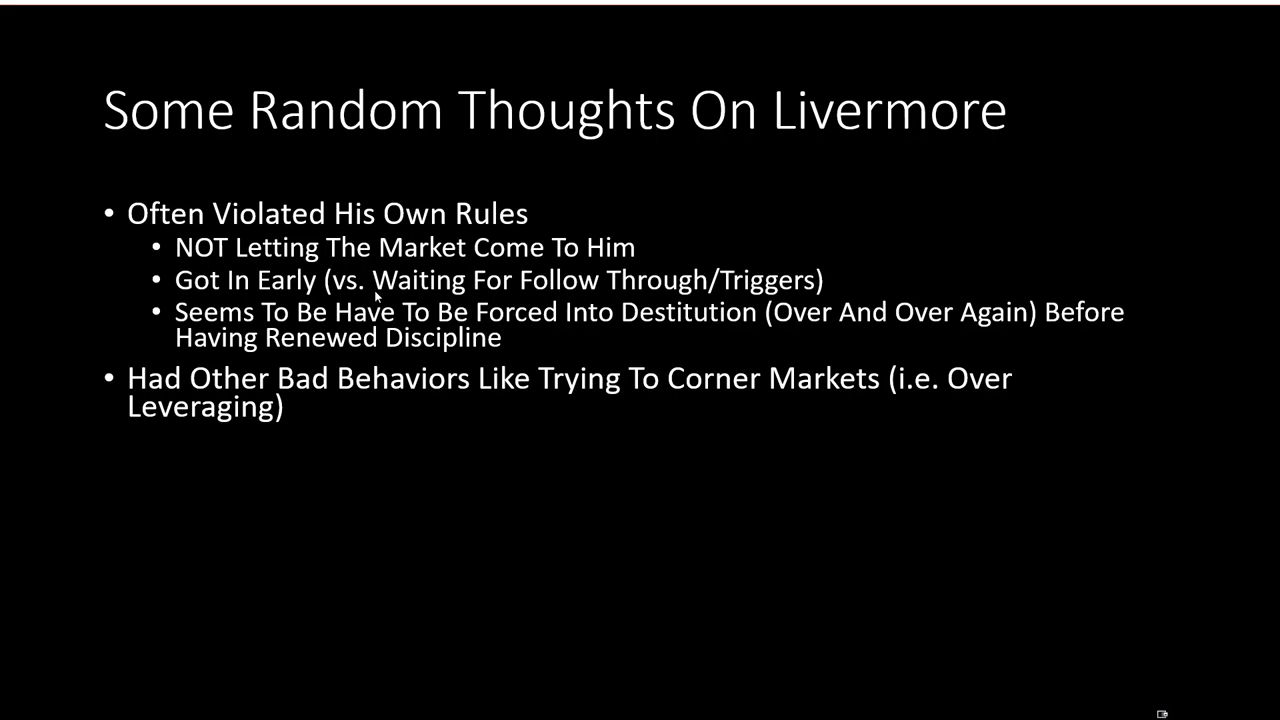 Some Random Thoughts On Livermore
• Often Violated His Own Rules
• NOT Letting The Market Come To Him
• Got In Early (vs. Waiting For Follow Through/Triggers)
• Seems To Be Have To Be Forced Into Destitution (Over And Over Again) Before
Having Renewed Discipline
• Had Other Bad Behaviors Like Trying To Corner Markets (i.e. Over
Leveraging)